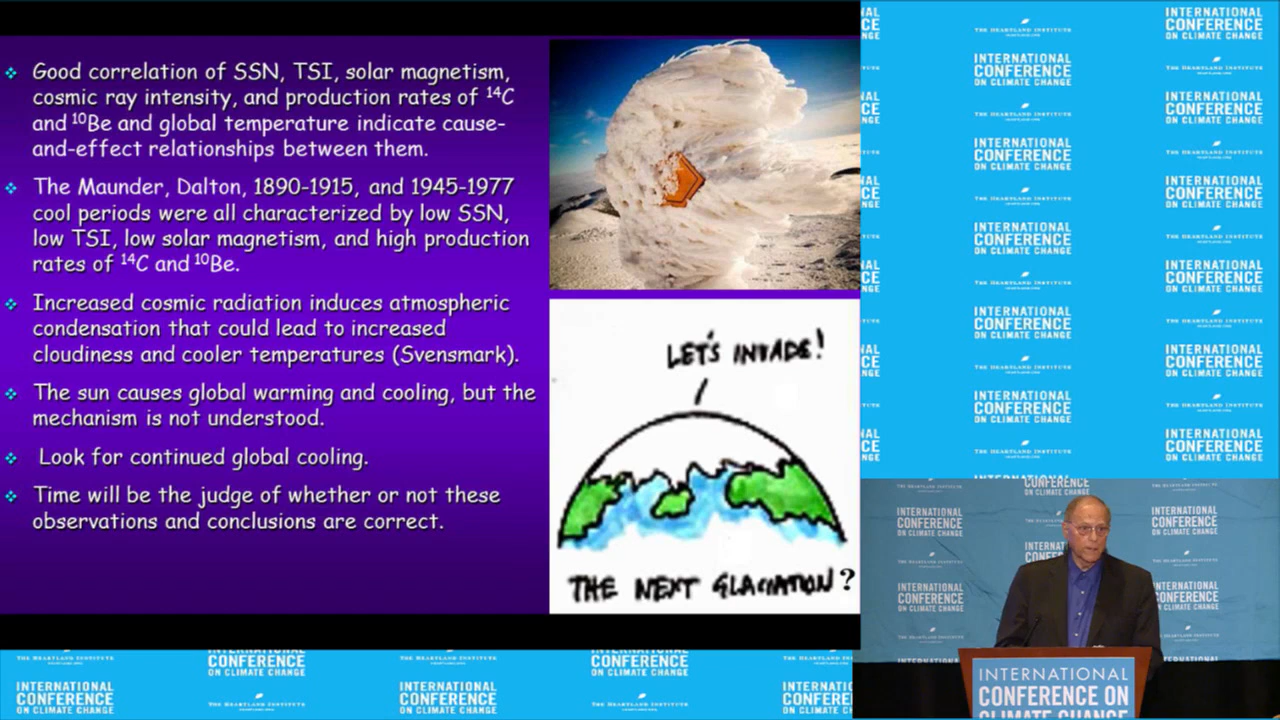 ❖ Good correlation of SSN, TSI, solar magnetism,
cosmic ray intensity, and production rates of ¹⁴C
and ¹⁰Be and global temperature indicate cause-
and-effect relationships between them.
❖ The Maunder, Dalton, 1890-1915, and 1945-1977
cool periods were all characterized by low SSN,
low TSI, low solar magnetism, and high production
rates of ¹⁴C and ¹⁰Be.
❖ Increased cosmic radiation induces atmospheric
condensation that could lead to increased
cloudiness and cooler temperatures (Svensmark).
❖ The sun causes global warming and cooling, but the
mechanism is not understood.
❖ Look for continued global cooling.
❖ Time will be the judge of whether or not these
observations and conclusions are correct.
LET'S INVADE!
THE NEXT GLACIATION?
THE HEARTLAND INSTITUTE
INTERNATIONAL
CONFERENCE
ON CLIMATE CHANGE
INTERNATIONAL
CONFERENCE ON
CLIMATE CHANGE